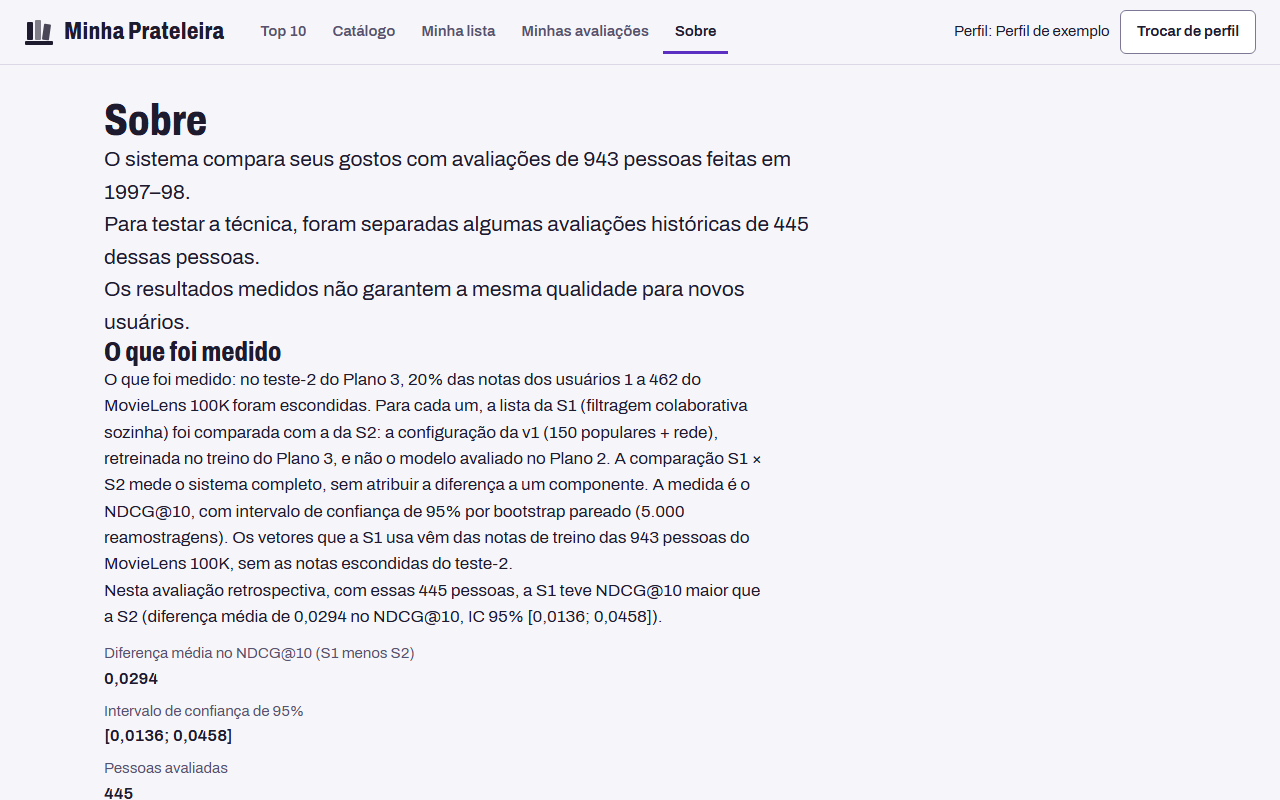 Minha Prateleira
Top 10
Catálogo
Minha lista
Minhas avaliações
Sobre
Perfil: Perfil de exemplo
Trocar de perfil
Sobre
O sistema compara seus gostos com avaliações de 943 pessoas feitas em
1997–98.
Para testar a técnica, foram separadas algumas avaliações históricas de 445
dessas pessoas.
Os resultados medidos não garantem a mesma qualidade para novos
usuários.
O que foi medido
O que foi medido: no teste-2 do Plano 3, 20% das notas dos usuários 1 a 462 do
MovieLens 100K foram escondidas. Para cada um, a lista da S1 (filtragem colaborativa
sozinha) foi comparada com a da S2: a configuração da v1 (150 populares + rede),
retreinada no treino do Plano 3, e não o modelo avaliado no Plano 2. A comparação S1 ×
S2 mede o sistema completo, sem atribuir a diferença a um componente. A medida é o
NDCG@10, com intervalo de confiança de 95% por bootstrap pareado (5.000
reamostragens). Os vetores que a S1 usa vêm das notas de treino das 943 pessoas do
MovieLens 100K, sem as notas escondidas do teste-2.
Nesta avaliação retrospectiva, com essas 445 pessoas, a S1 teve NDCG@10 maior que
a S2 (diferença média de 0,0294 no NDCG@10, IC 95% [0,0136; 0,0458]).
Diferença média no NDCG@10 (S1 menos S2)
0,0294
Intervalo de confiança de 95%
[0,0136; 0,0458]
Pessoas avaliadas
445